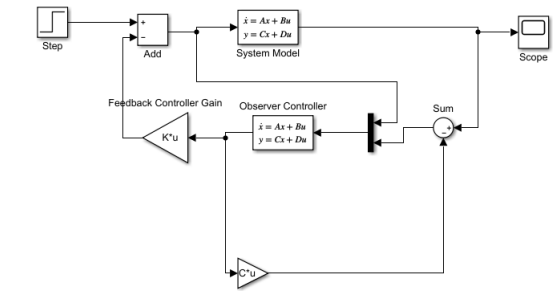 Step
+
−
Add
ẋ = Ax + Bu
y = Cx + Du
System Model
Scope
Feedback Controller Gain
K*u
Observer Controller
ẋ = Ax + Bu
y = Cx + Du
Sum
+
−
C*u